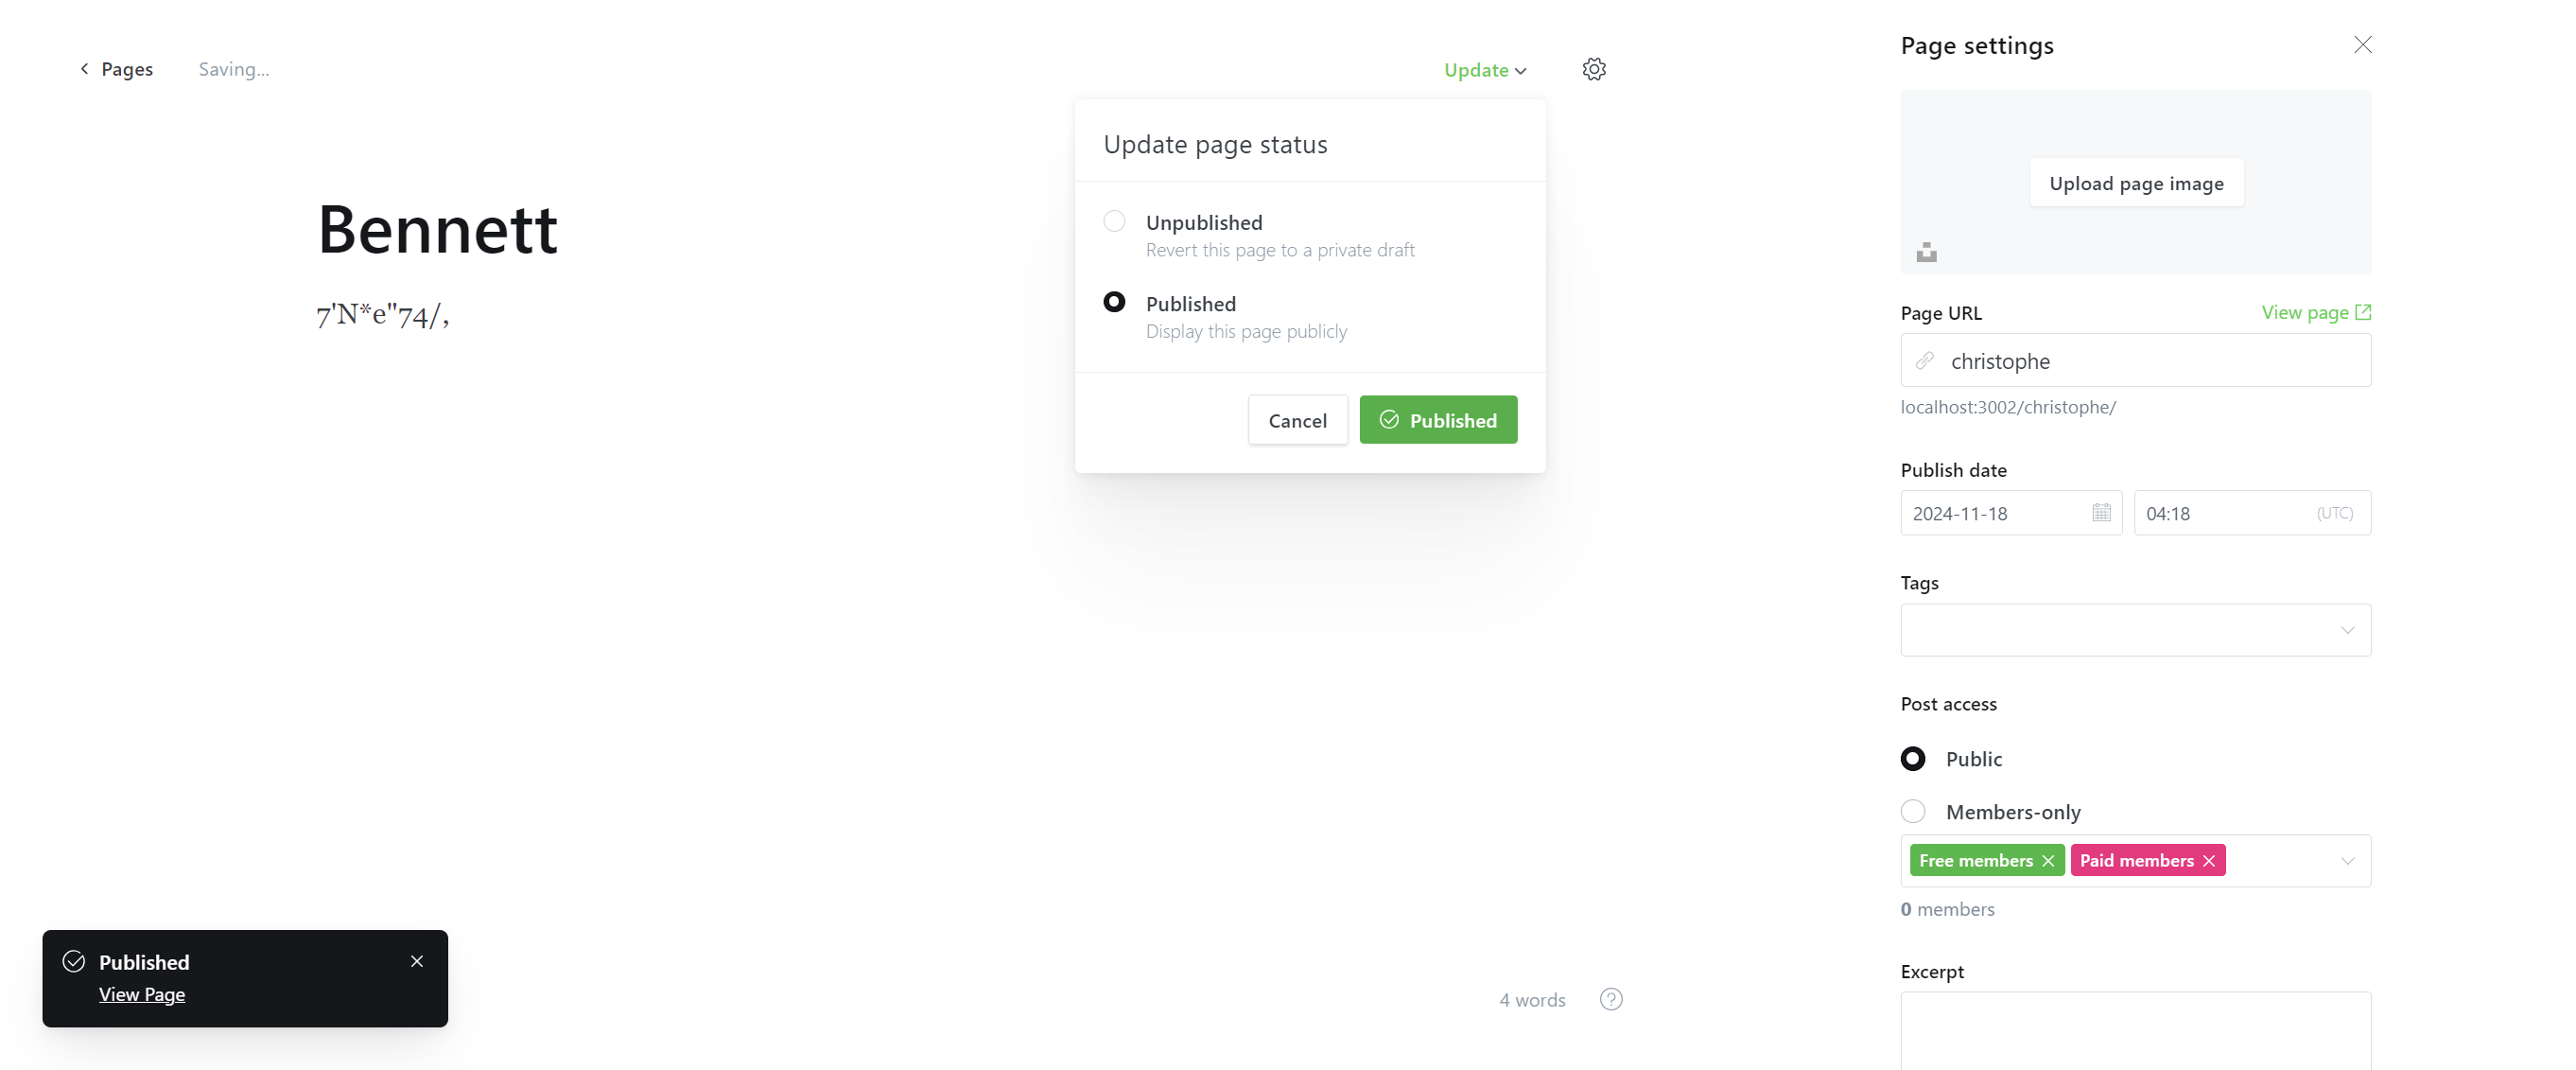 Pages
Saving...
Update
Bennett
7'N*e"74/,
Update page status
Unpublished
Revert this page to a private draft
Published
Display this page publicly
Cancel
Published
Published
View Page
4 words
?
Page settings
Upload page image
Page URL
View page
christophe
localhost:3002/christophe/
Publish date
2024-11-18
04:18
(UTC)
Tags
Post access
Public
Members-only
Free members
Paid members
0 members
Excerpt